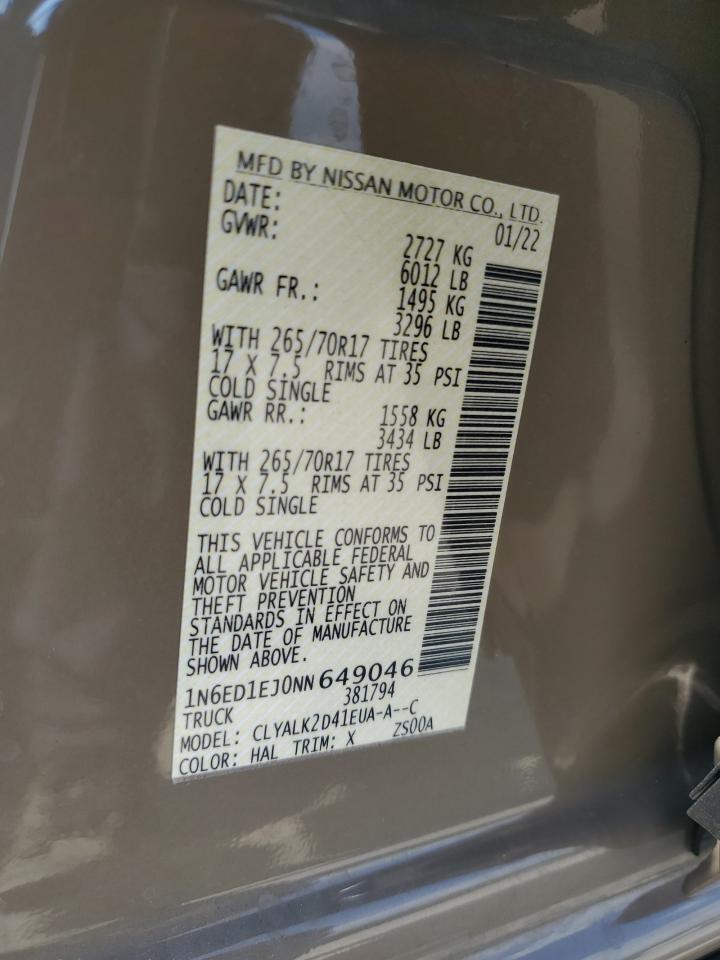 MFD BY NISSAN MOTOR CO., LTD.
DATE: 01/22
GVWR: 2727 KG
6012 LB
GAWR FR.: 1495 KG
3296 LB
WITH 265/70R17 TIRES
17 X 7.5 RIMS AT 35 PSI
COLD SINGLE
GAWR RR.: 1558 KG
3434 LB
WITH 265/70R17 TIRES
17 X 7.5 RIMS AT 35 PSI
COLD SINGLE
THIS VEHICLE CONFORMS TO
ALL APPLICABLE FEDERAL
MOTOR VEHICLE SAFETY AND
THEFT PREVENTION
STANDARDS IN EFFECT ON
THE DATE OF MANUFACTURE
SHOWN ABOVE.
1N6ED1EJ0NN649046
TRUCK 381794
MODEL: CLYALK2D41EUA-A--C
COLOR: HAL TRIM: X ZS00A